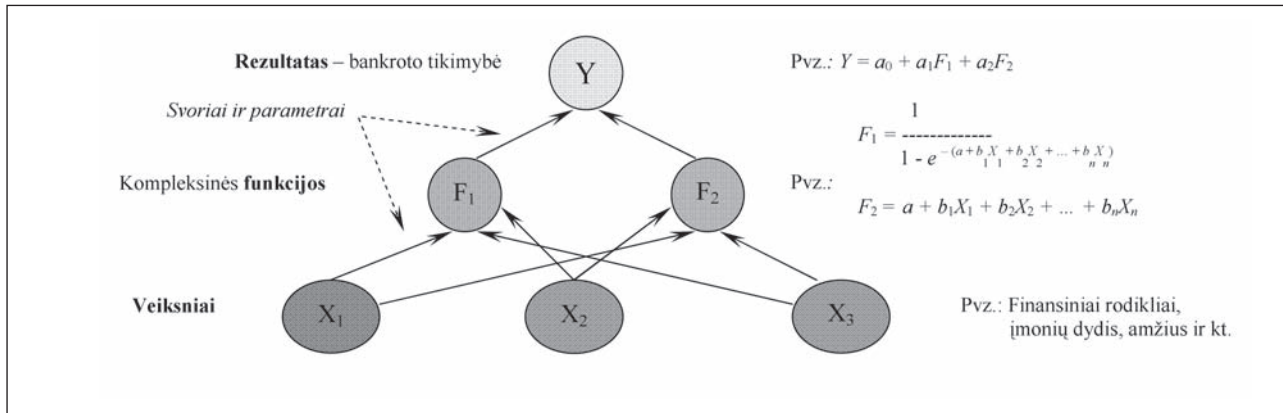 Rezultatas – bankroto tikimybė
Y
Pvz.: Y = a₀ + a₁F₁ + a₂F₂
Svoriai ir parametrai
1
F₁ = -------------
1 - e^–(a + b₁X₁ + b₂X₂ + ... + bₙXₙ)
Kompleksinės funkcijos
F₁
F₂
Pvz.:
F₂ = a + b₁X₁ + b₂X₂ + ... + bₙXₙ
Veiksniai
X₁
X₂
X₃
Pvz.: Finansiniai rodikliai,
įmonių dydis, amžius ir kt.